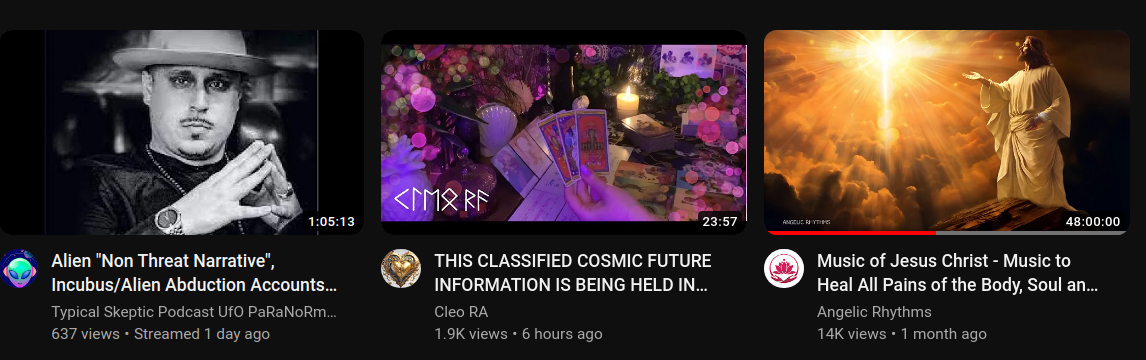 1:05:13
Alien "Non Threat Narrative",
Incubus/Alien Abduction Accounts...
Typical Skeptic Podcast UfO PaRaNoRm...
637 views • Streamed 1 day ago
ᚲᛚᛖᛟ ᚱᚨ
23:57
THIS CLASSIFIED COSMIC FUTURE
INFORMATION IS BEING HELD IN...
Cleo RA
1.9K views • 6 hours ago
ANGELIC RHYTHMS
48:00:00
Music of Jesus Christ - Music to
Heal All Pains of the Body, Soul an...
Angelic Rhythms
14K views • 1 month ago